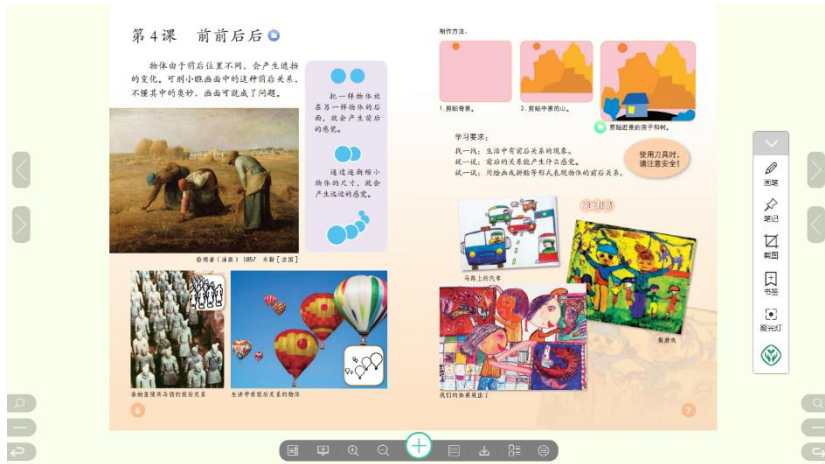 第4课 前前后后
物体由于前后位置不同，会产生遮挡
的变化。可别小瞧画面中的这种前后关系，
不懂其中的奥妙，画面可就成了问题。
把一样物体放
在另一样物体的后
面，就会产生前后
的感觉。
通过逐渐缩小
物体的尺寸，就会
产生远近的感觉。
拾穗者（油画） 1857 米勒［法国］
秦始皇陵兵马俑的前后关系
生活中有前后关系的物体
6
制作方法：
1.剪贴背景。
2.剪贴中景的山。
剪贴近景的房子和树。
学习要求：
找一找：生活中有前后关系的现象。
说一说：前后的关系能产生什么感觉。
试一试：用绘画或拼贴等形式表现物体的前后关系。
使用刀具时，
请注意安全！
马路上的汽车
做游戏
我们的如要展出了
7
画笔
笔记
截图
书签
聚光灯